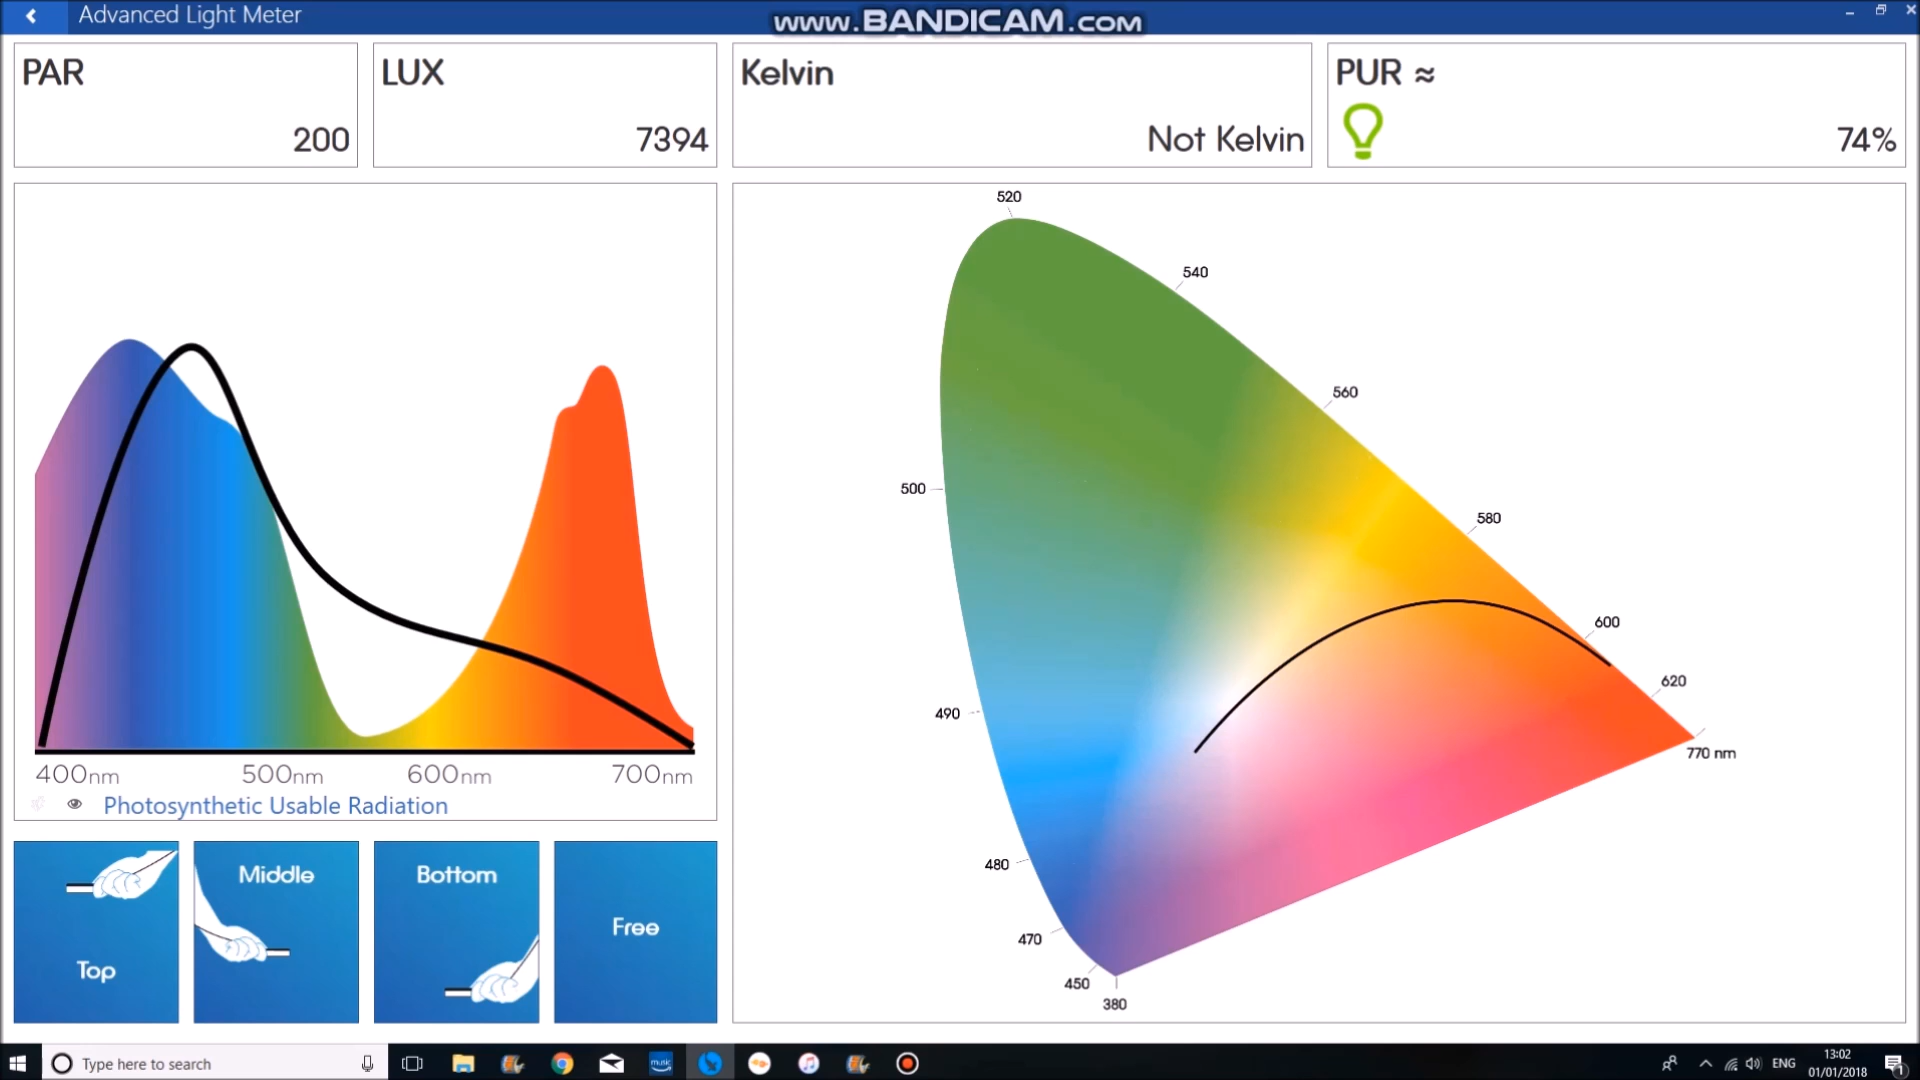 Advanced Light Meter
www.BANDICAM.com
PAR
200
LUX
7394
Kelvin
Not Kelvin
PUR ≈
74%
400nm 500nm 600nm 700nm
Photosynthetic Usable Radiation
520
540
560
500
580
600
620
490
770 nm
480
470
450
380
Top
Middle
Bottom
Free
Type here to search
music
ENG
13:02
01/01/2018
1